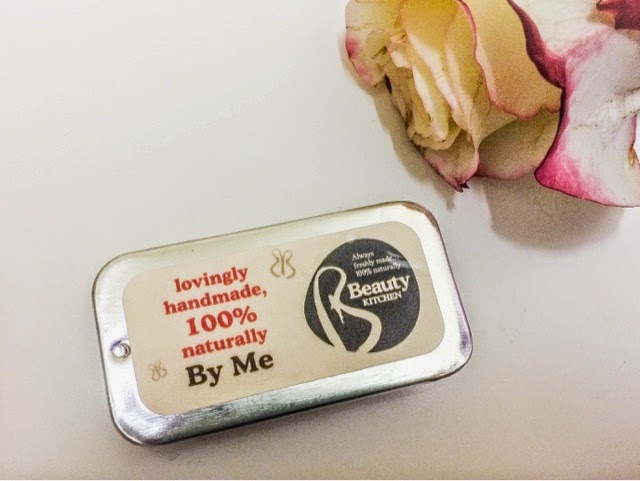 lovingly
handmade,
100%
naturally
By Me
Always
freshly made
100% naturally
Beauty
KITCHEN